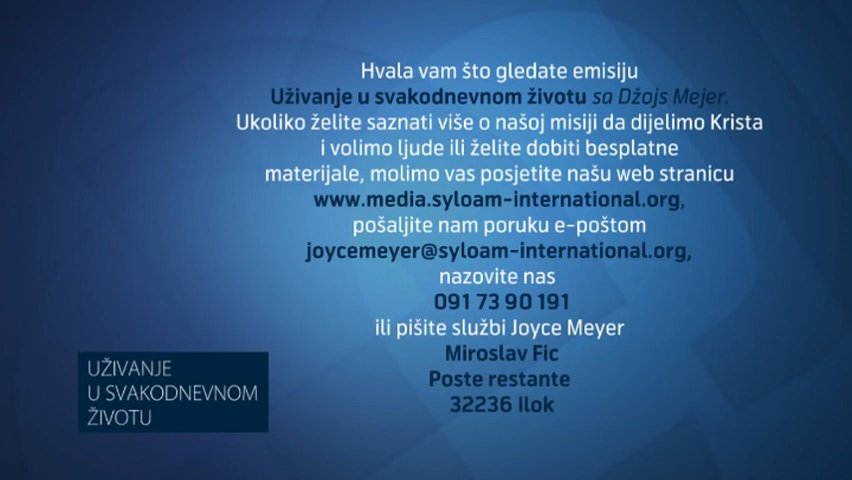 Hvala vam što gledate emisiju
Uživanje u svakodnevnom životu sa Džojs Mejer.
Ukoliko želite saznati više o našoj misiji da dijelimo Krista
i volimo ljude ili želite dobiti besplatne
materijale, molimo vas posjetite našu web stranicu
www.media.syloam-international.org,
pošaljite nam poruku e-poštom
joycemeyer@syloam-international.org,
nazovite nas
091 73 90 191
ili pišite službi Joyce Meyer
Miroslav Fic
Poste restante
32236 Ilok
UŽIVANJE
U SVAKODNEVNOM
ŽIVOTU